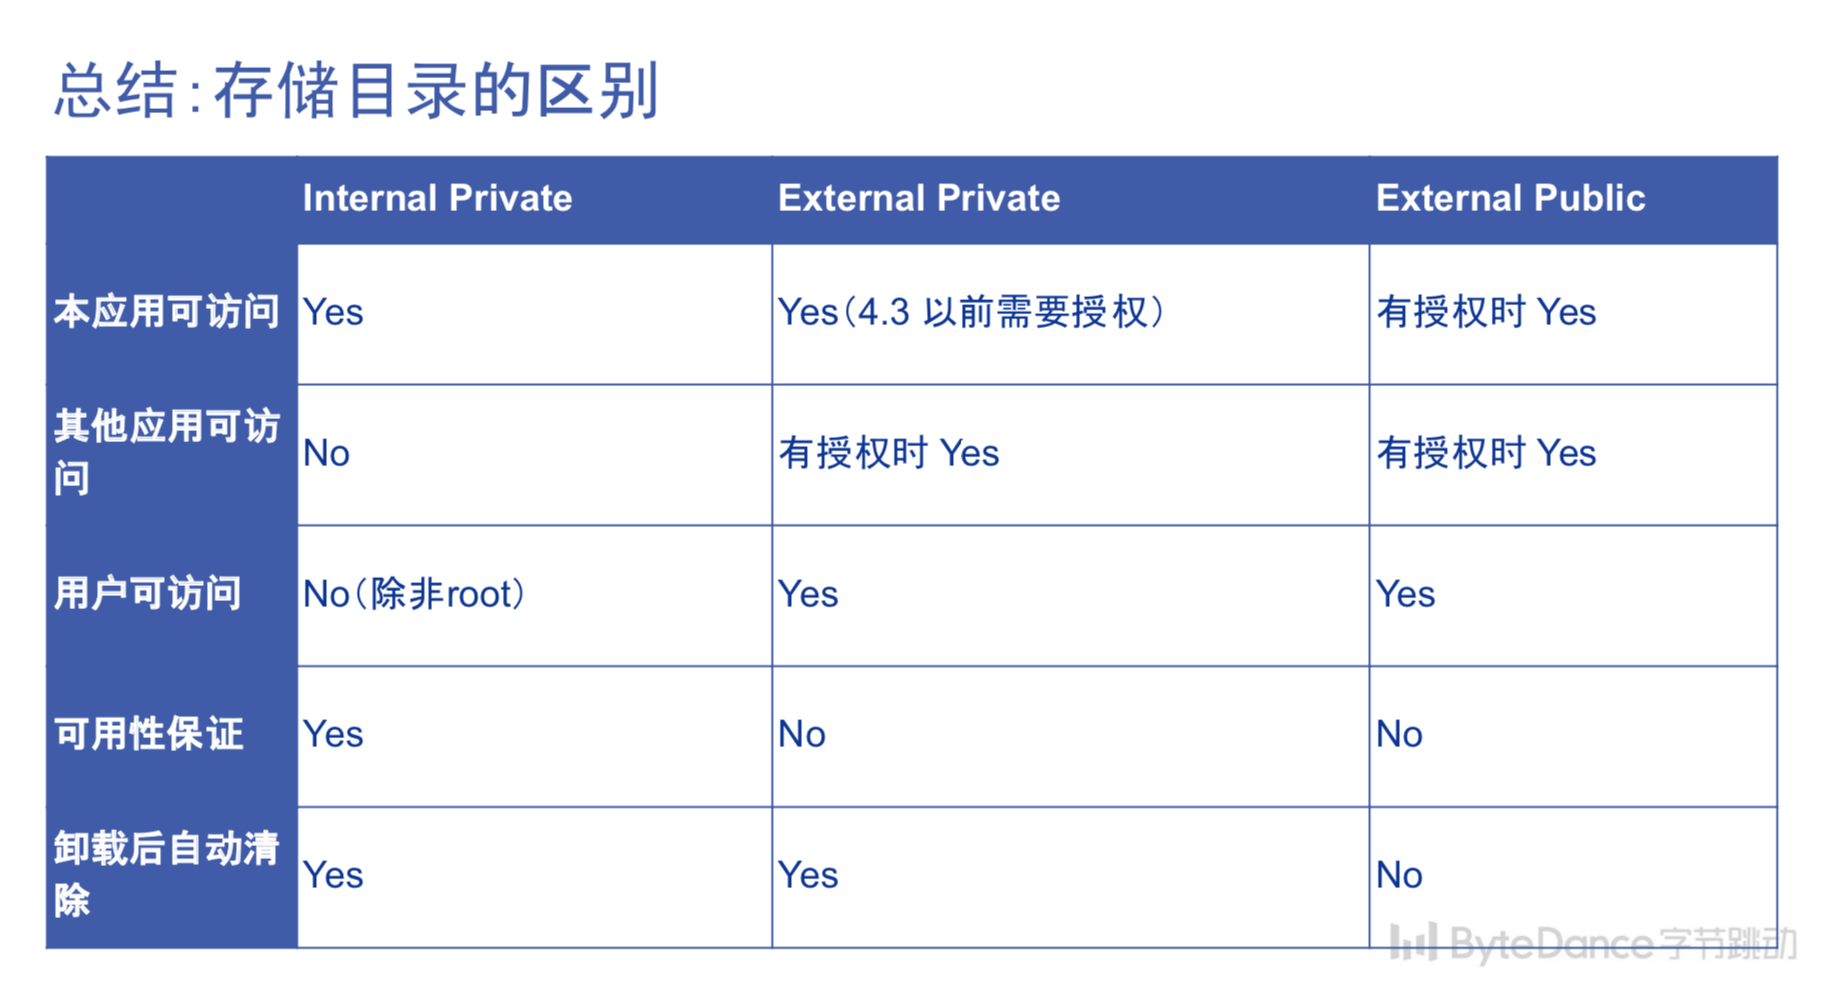 总结：存储目录的区别
Internal Private
External Private
External Public
本应用可访问
Yes
Yes（4.3 以前需要授权）
有授权时 Yes
其他应用可访
问
No
有授权时 Yes
有授权时 Yes
用户可访问
No（除非root）
Yes
Yes
可用性保证
Yes
No
No
卸载后自动清
除
Yes
Yes
No
ByteDance字节跳动